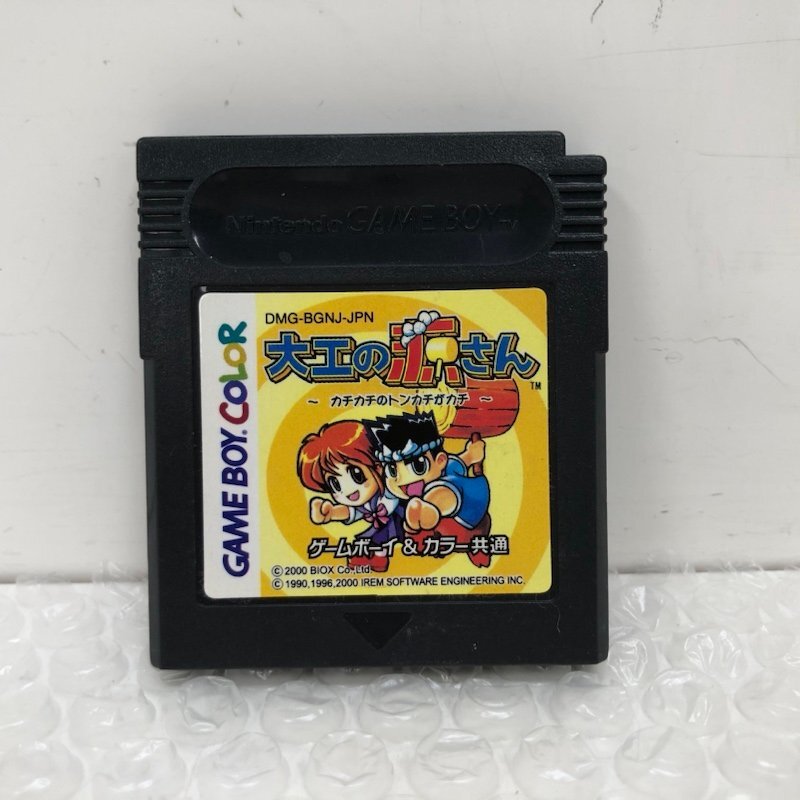 Nintendo GAME BOY TM
GAME BOY COLOR
DMG-BGNJ-JPN
大工の源さん TM
～ カチカチのトンカチがカチ ～
ゲームボーイ&カラー共通
© 2000 BIOX Co.,Ltd.
© 1990,1996,2000 IREM SOFTWARE ENGINEERING INC.